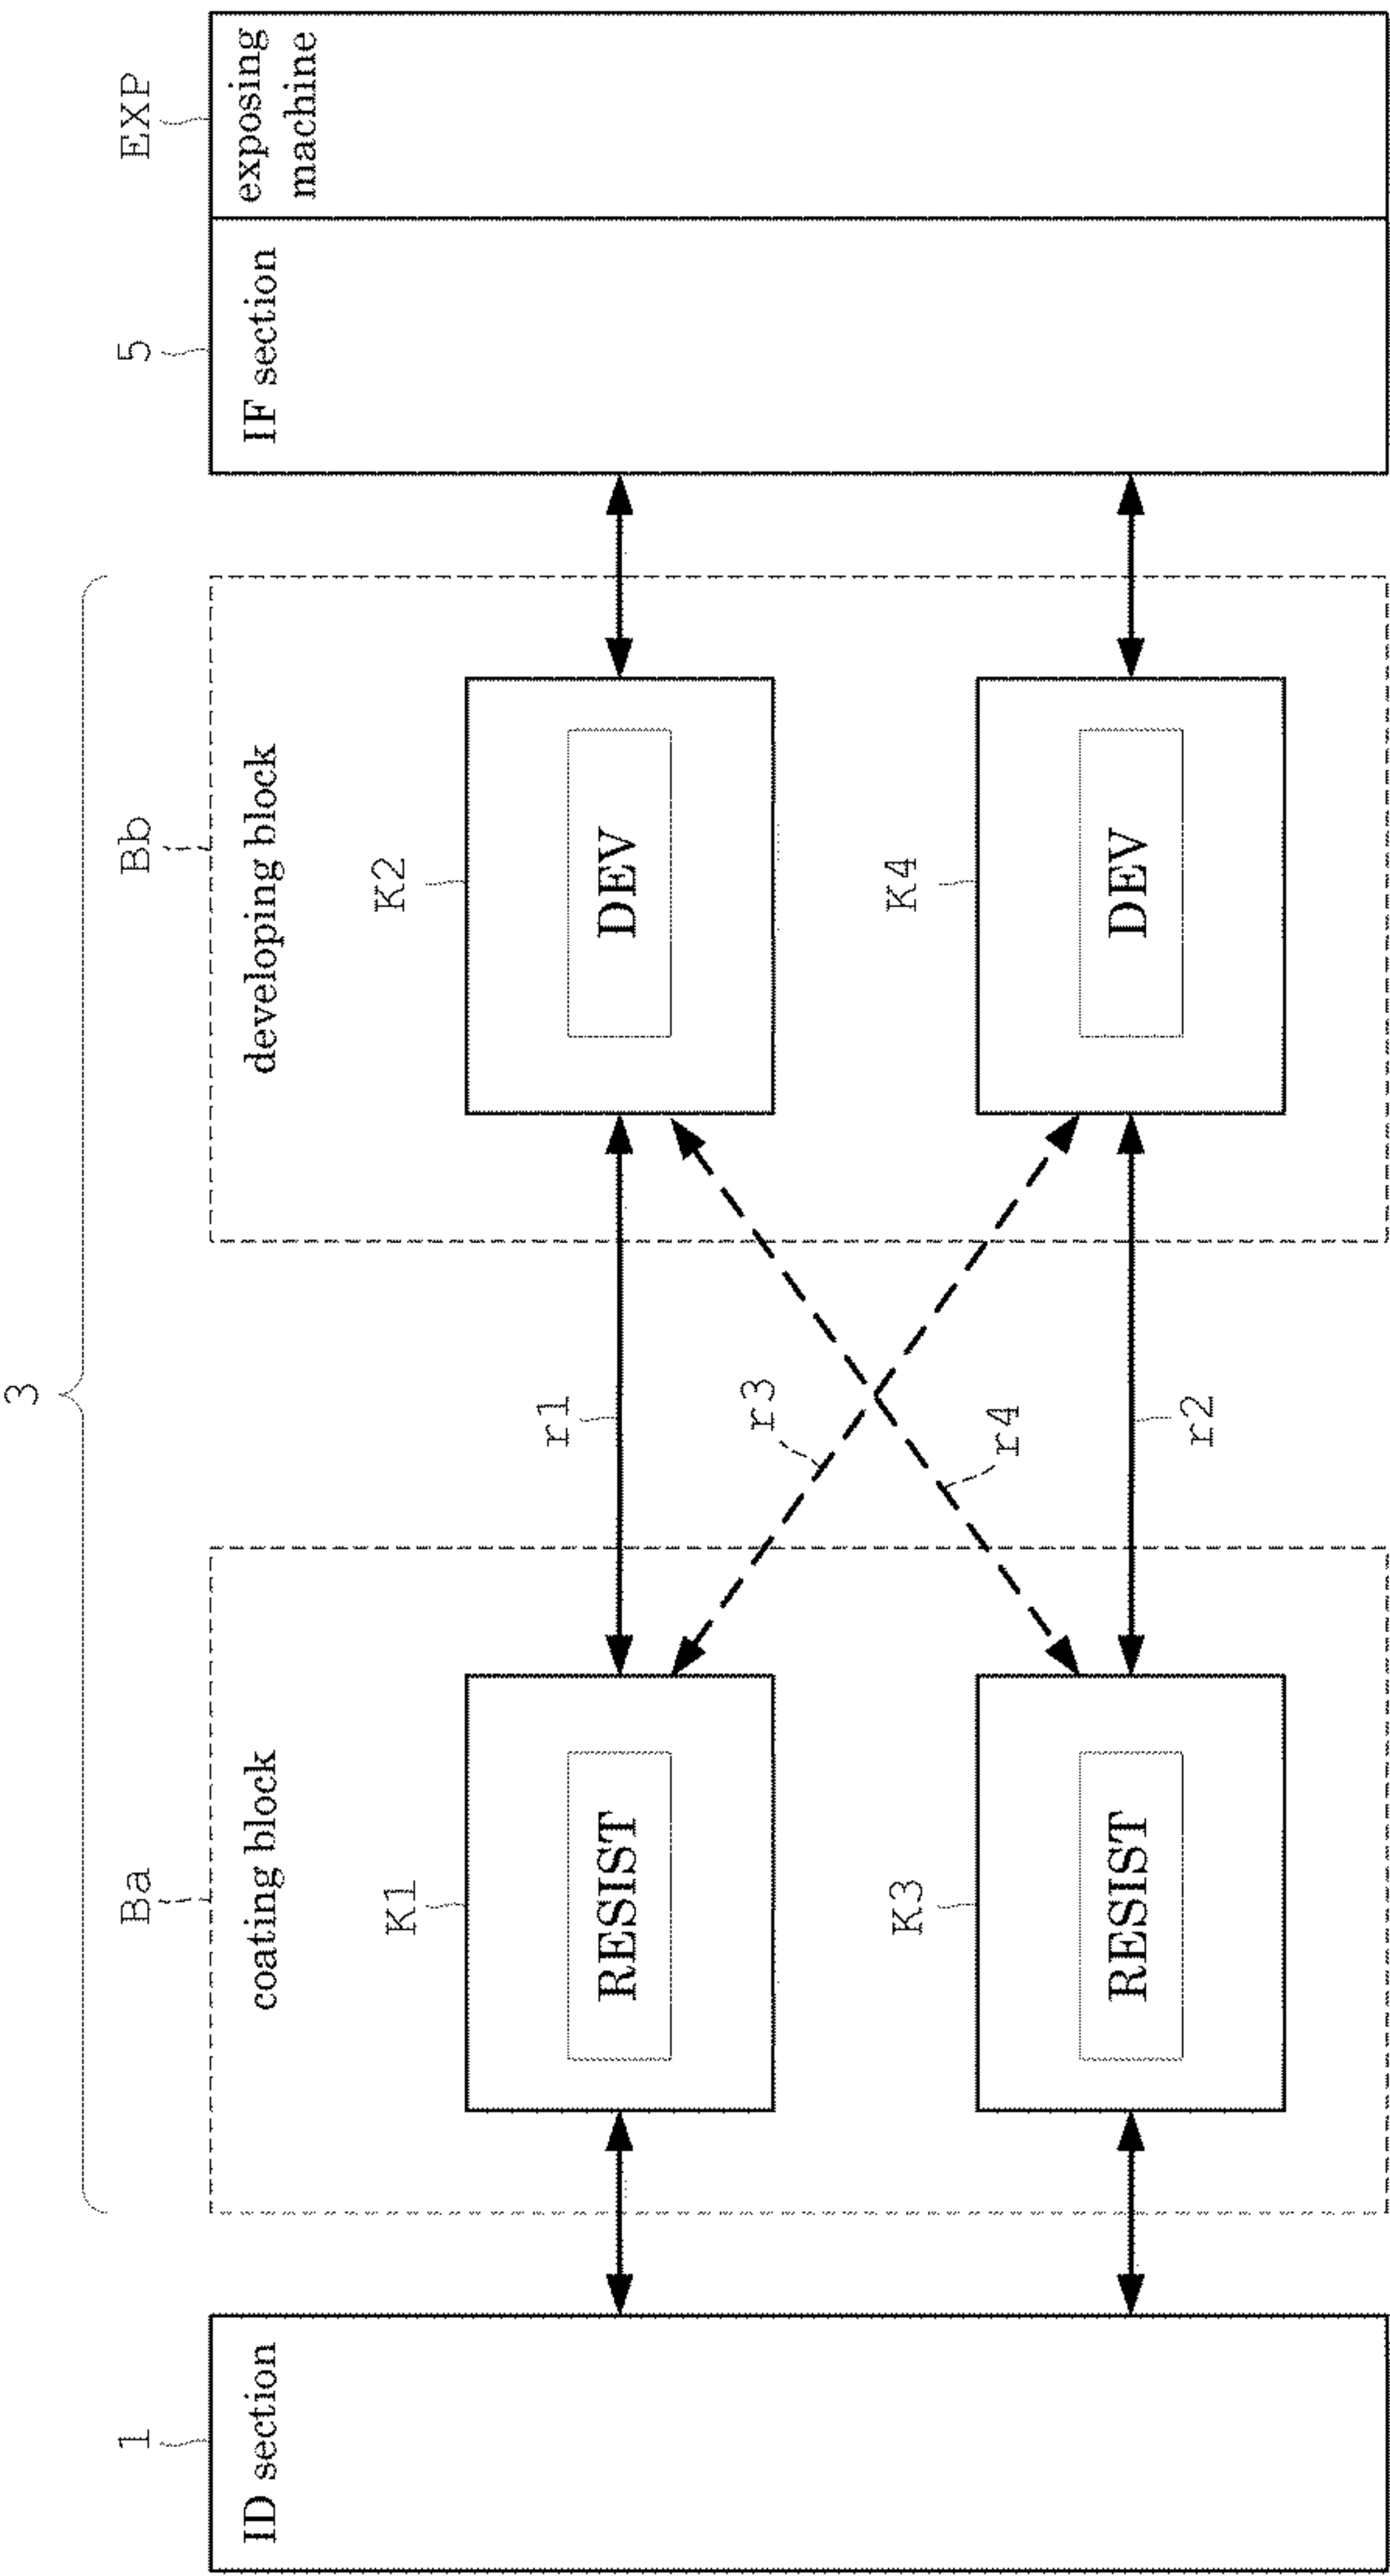 3
1
Ba
Bb
5
EXP
ID section
coating block
developing block
IF section
exposing
machine
K1
r1
K2
RESIST
DEV
r3
K3
r4
K4
RESIST
DEV
r2